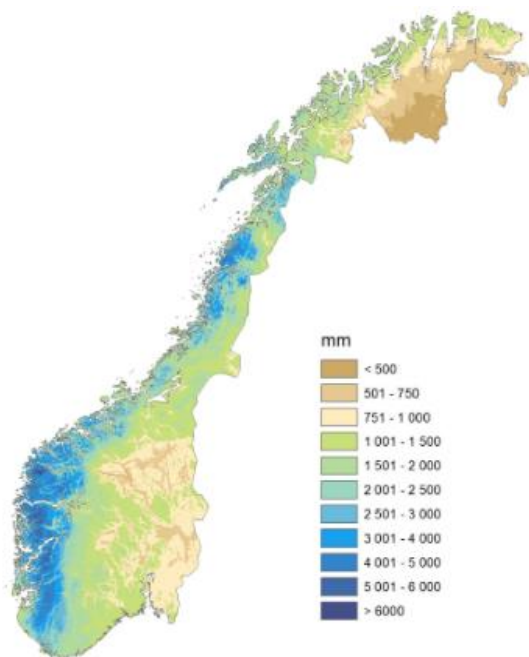 mm
< 500
501 - 750
751 - 1 000
1 001 - 1 500
1 501 - 2 000
2 001 - 2 500
2 501 - 3 000
3 001 - 4 000
4 001 - 5 000
5 001 - 6 000
> 6000